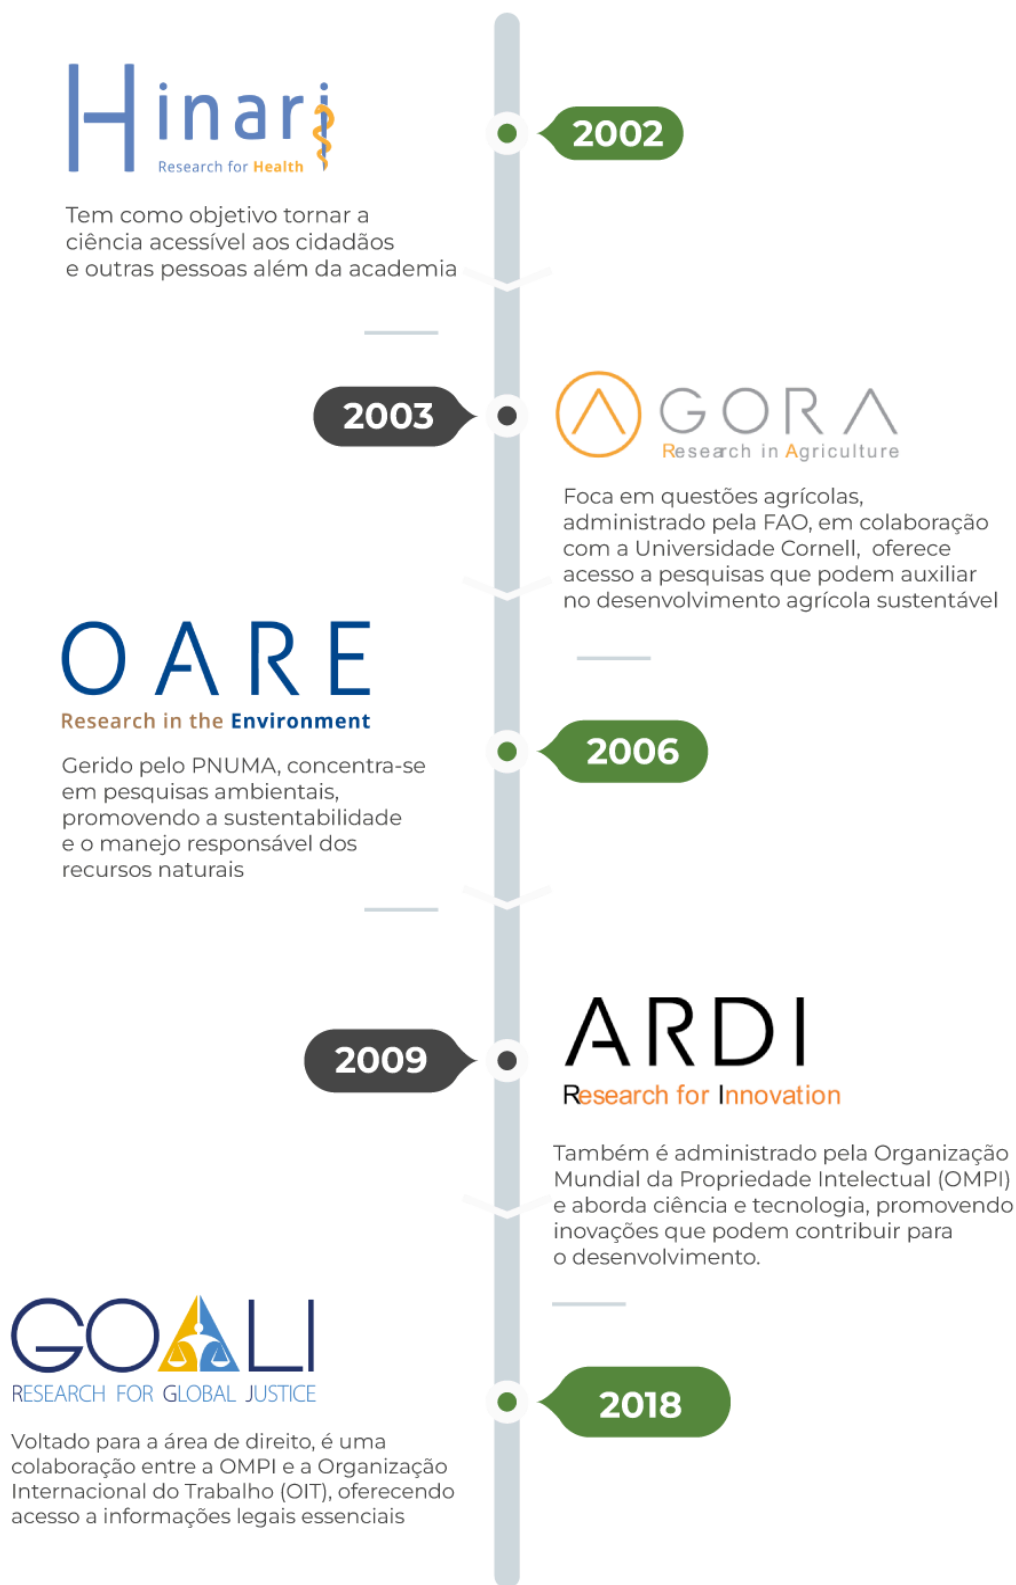 Hinari
Research for Health
2002
Tem como objetivo tornar a
ciência acessível aos cidadãos
e outras pessoas além da academia
2003
AGORA
Research in Agriculture
Foca em questões agrícolas,
administrado pela FAO, em colaboração
com a Universidade Cornell, oferece
acesso a pesquisas que podem auxiliar
no desenvolvimento agrícola sustentável
OARE
Research in the Environment
2006
Gerido pelo PNUMA, concentra-se
em pesquisas ambientais,
promovendo a sustentabilidade
e o manejo responsável dos
recursos naturais
2009
ARDI
Research for Innovation
Também é administrado pela Organização
Mundial da Propriedade Intelectual (OMPI)
e aborda ciência e tecnologia, promovendo
inovações que podem contribuir para
o desenvolvimento.
GOALI
RESEARCH FOR GLOBAL JUSTICE
2018
Voltado para a área de direito, é uma
colaboração entre a OMPI e a Organização
Internacional do Trabalho (OIT), oferecendo
acesso a informações legais essenciais